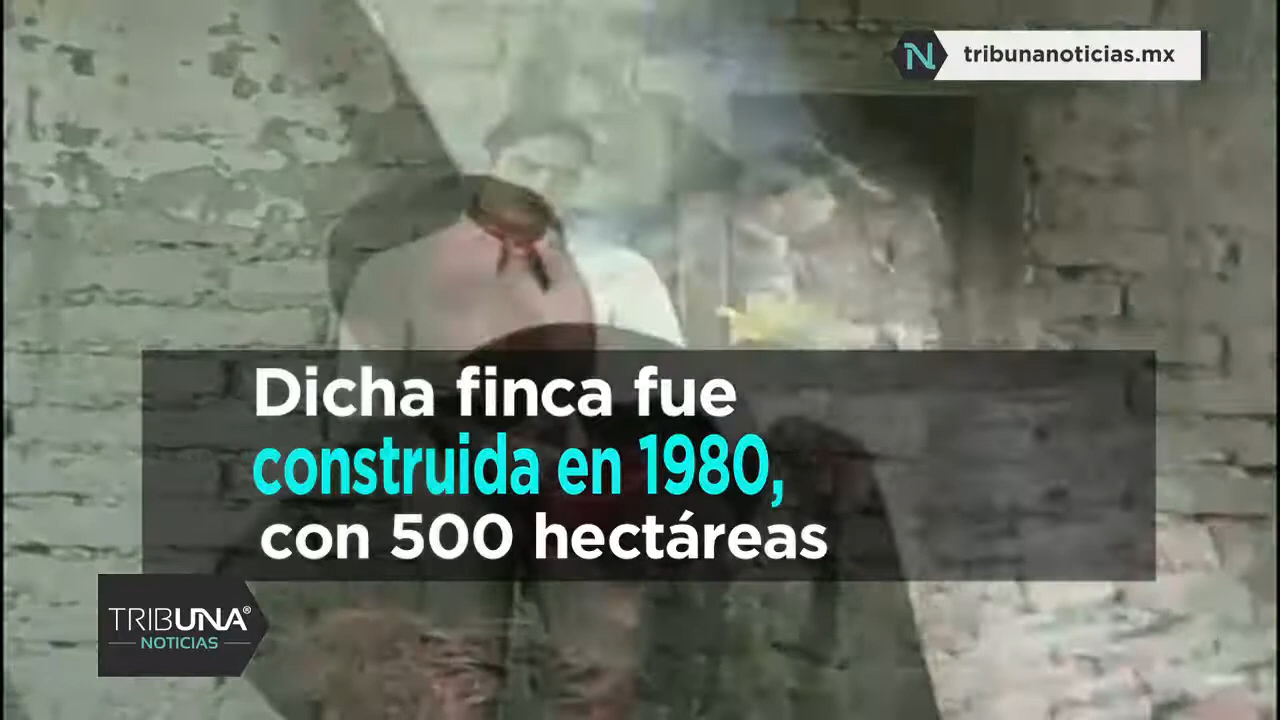 tribunanoticias.mx
Dicha finca fue
construida en 1980,
con 500 hectáreas
TRIBUNA®
NOTICIAS